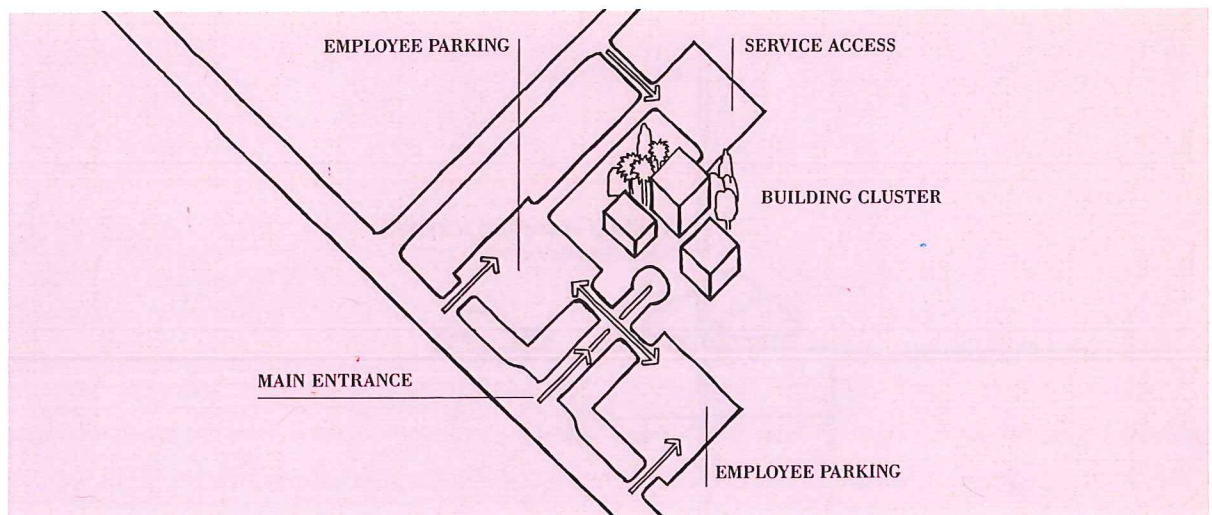 EMPLOYEE PARKING
SERVICE ACCESS
BUILDING CLUSTER
MAIN ENTRANCE
EMPLOYEE PARKING